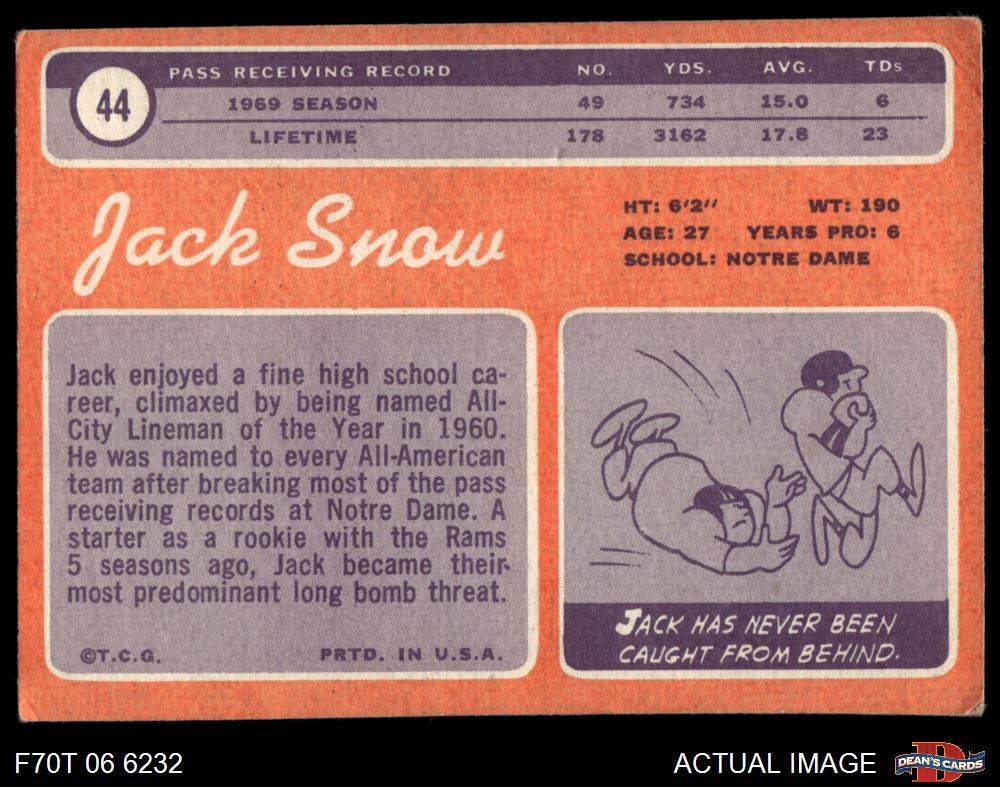 44
PASS RECEIVING RECORD NO. YDS. AVG. TDs
1969 SEASON 49 734 15.0 6
LIFETIME 178 3162 17.8 23
Jack Snow
HT: 6'2" WT: 190
AGE: 27 YEARS PRO: 6
SCHOOL: NOTRE DAME
Jack enjoyed a fine high school ca-
reer, climaxed by being named All-
City Lineman of the Year in 1960.
He was named to every All-American
team after breaking most of the pass
receiving records at Notre Dame. A
starter as a rookie with the Rams
5 seasons ago, Jack became their
most predominant long bomb threat.
©T.C.G. PRTD. IN U.S.A.
JACK HAS NEVER BEEN
CAUGHT FROM BEHIND.
F70T 06 6232 ACTUAL IMAGE DEAN'S CARDS